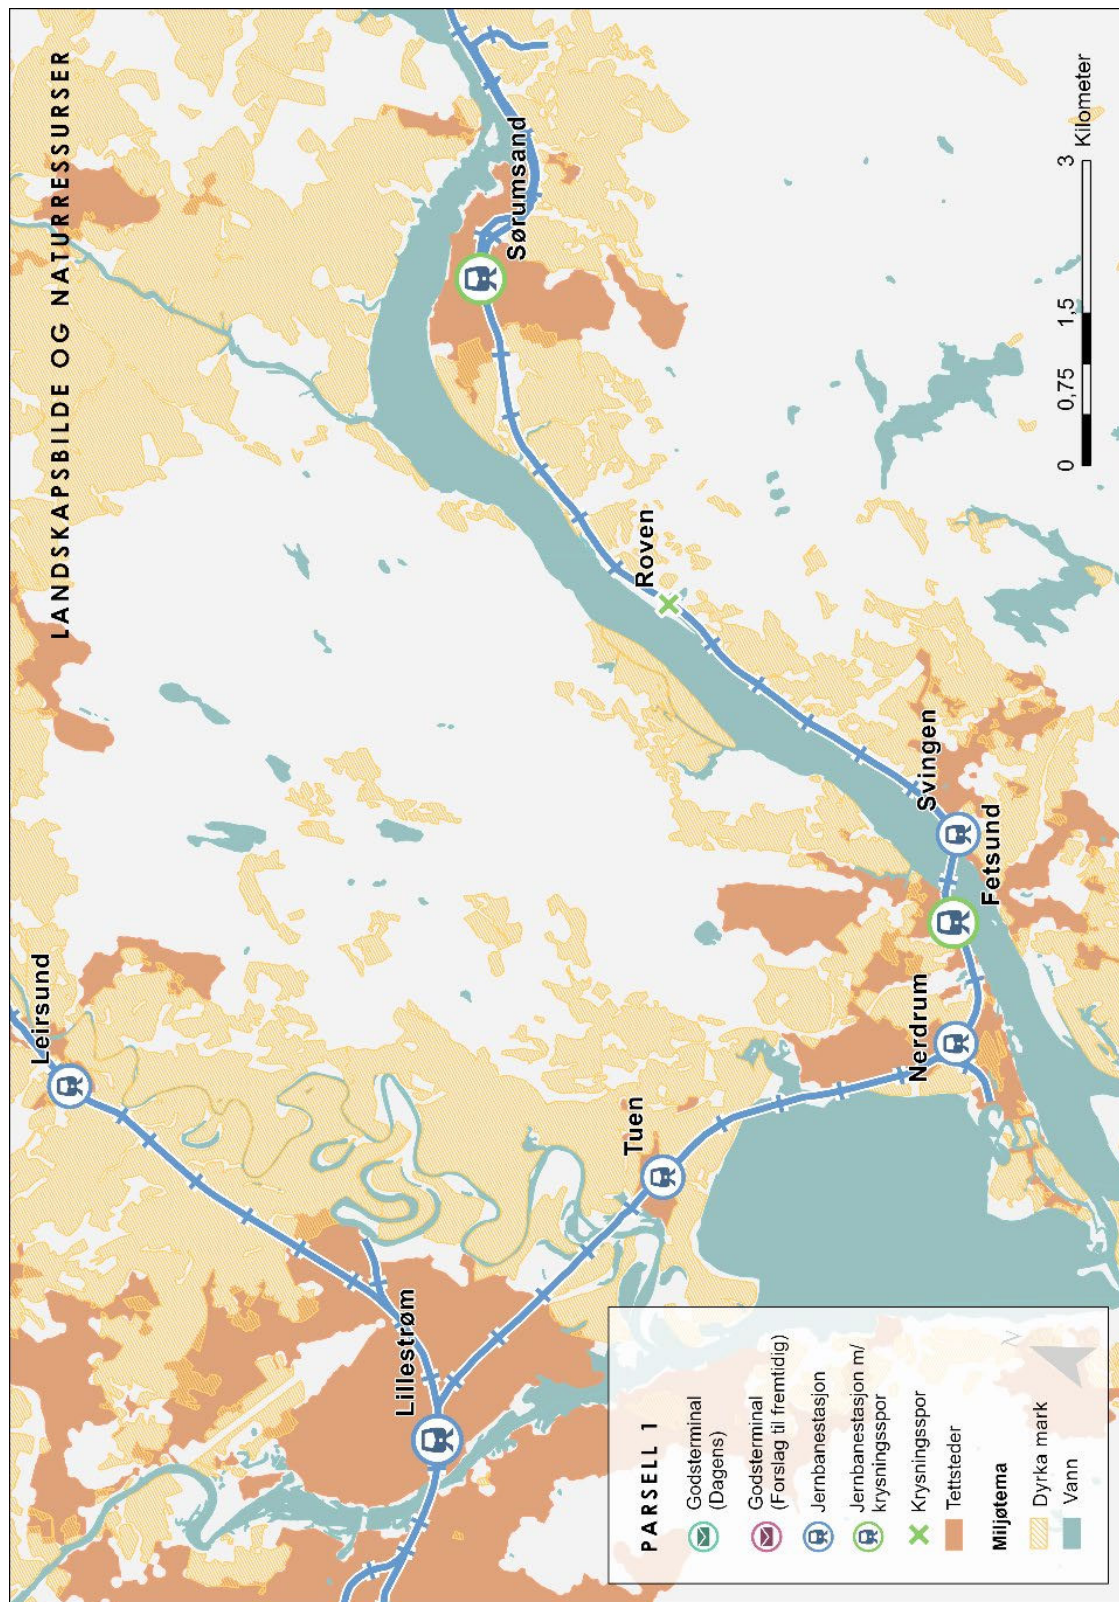 LANDSKAPSBILDE OG NATURRESSURSER
Leirsund
Lillestrøm
Tuen
Nerdrum
Fetsund
Svingen
Roven
Sørumsand
PARSELL 1
Godsterminal
(Dagens)
Godsterminal
(Forslag til fremtidig)
Jernbanestasjon
Jernbanestasjon m/
krysningsspor
Krysningsspor
Tettsteder
Miljøtema
Dyrka mark
Vann
N
0 0,75 1,5 3
Kilometer